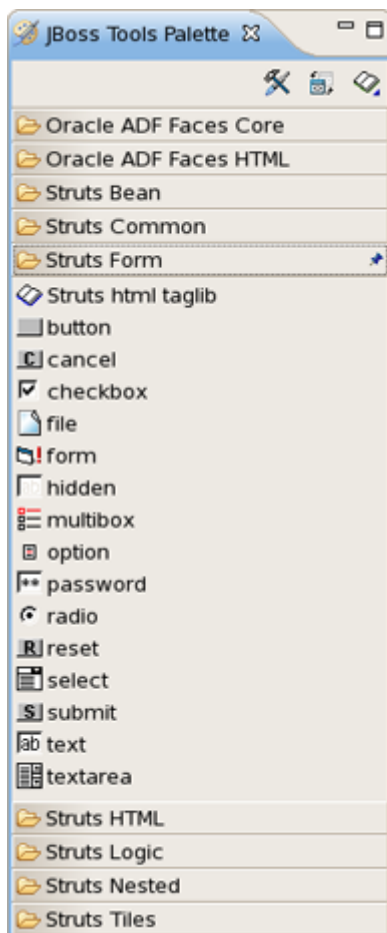 JBoss Tools Palette
Oracle ADF Faces Core
Oracle ADF Faces HTML
Struts Bean
Struts Common
Struts Form
Struts html taglib
button
C cancel
checkbox
file
form
hidden
multibox
option
password
radio
R reset
select
S submit
ab text
textarea
Struts HTML
Struts Logic
Struts Nested
Struts Tiles